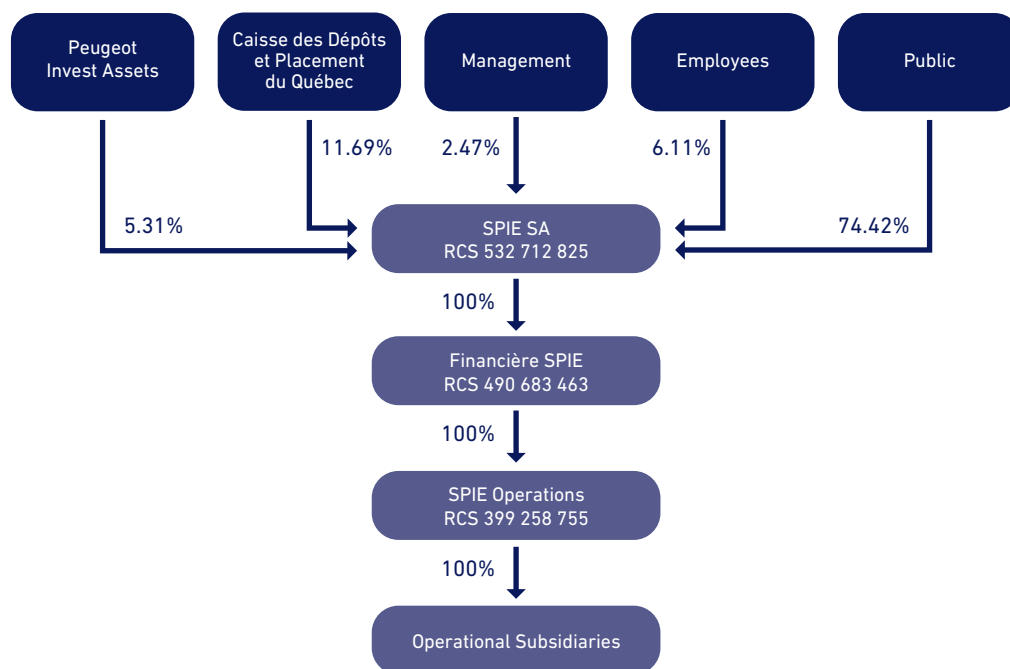 Peugeot
Invest Assets
Caisse des Dépôts
et Placement
du Québec
Management
Employees
Public
11.69%
2.47%
6.11%
5.31%
74.42%
SPIE SA
RCS 532 712 825
100%
Financière SPIE
RCS 490 683 463
100%
SPIE Operations
RCS 399 258 755
100%
Operational Subsidiaries